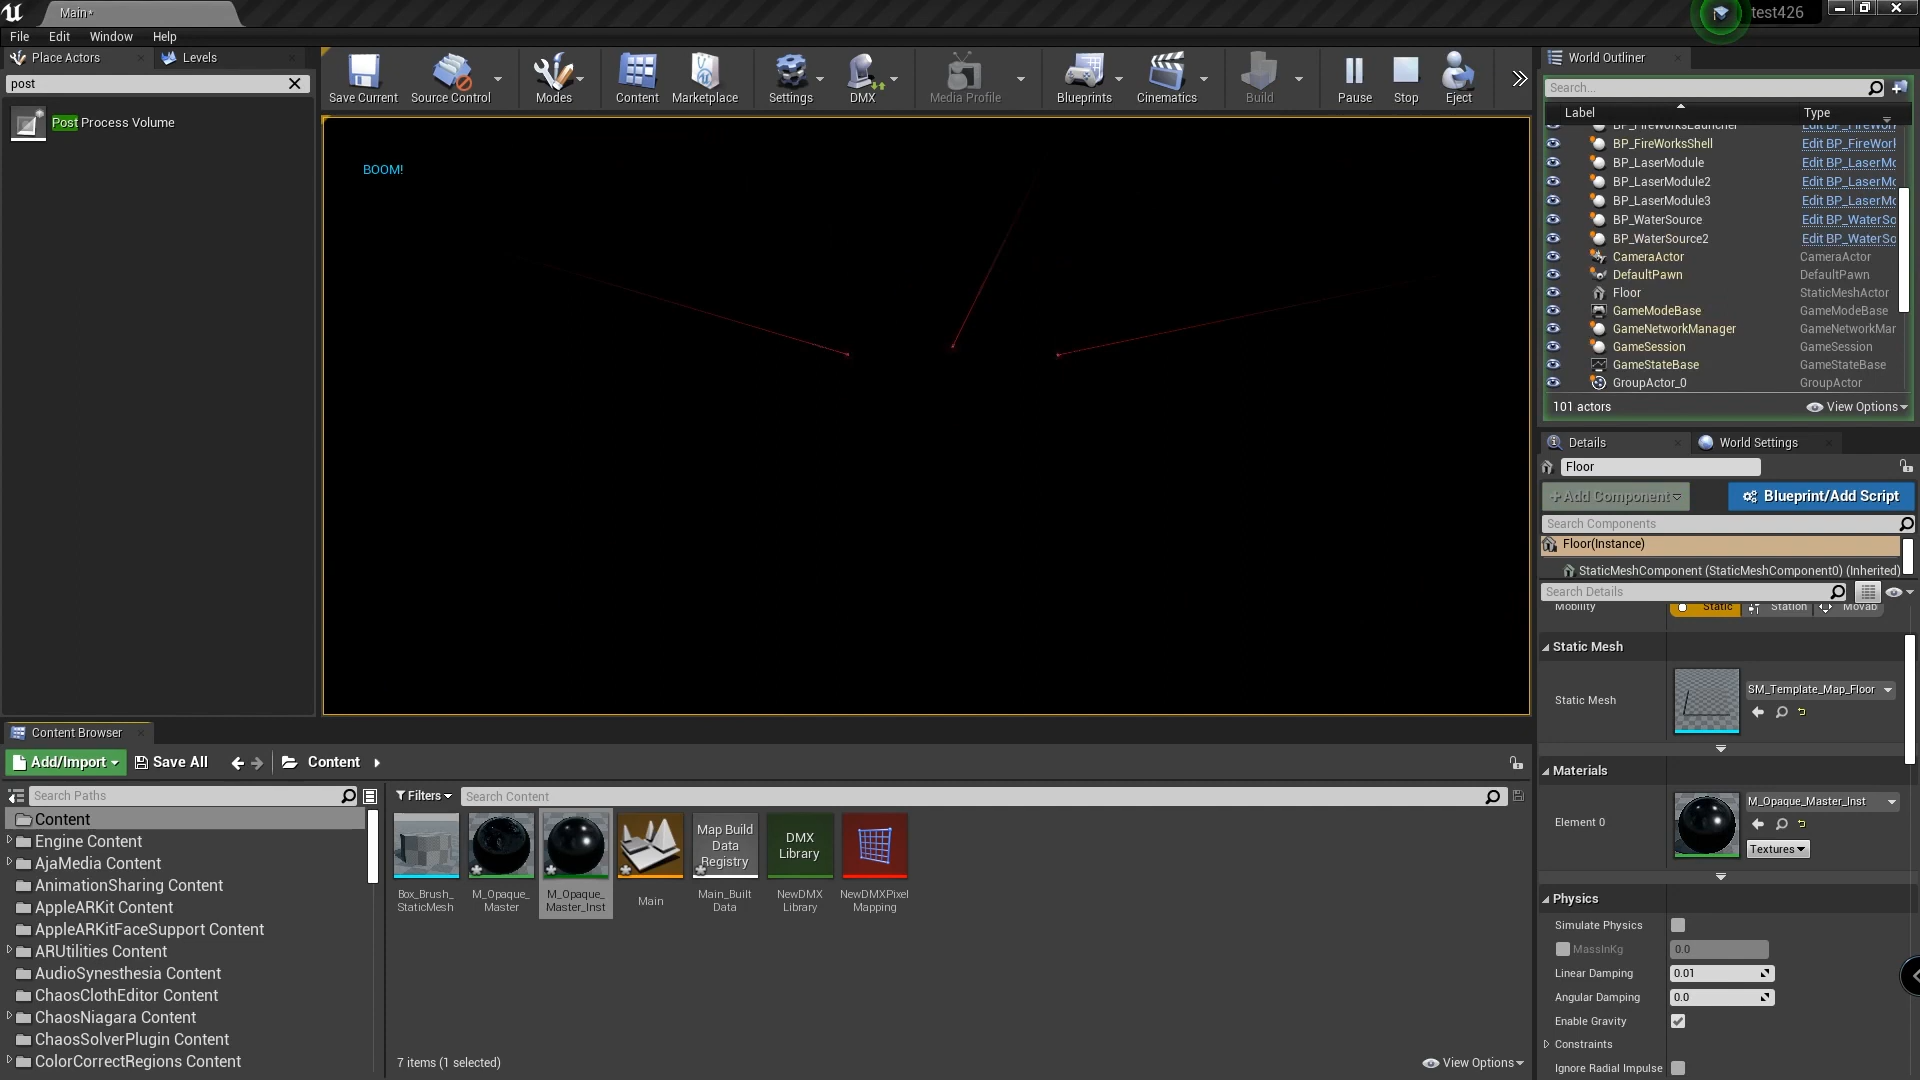 Main*
test426
File
Edit
Window
Help
Place Actors
Levels
post
Post Process Volume
Save Current
Source Control
Modes
Content
Marketplace
Settings
DMX
Media Profile
Blueprints
Cinematics
Build
Pause
Stop
Eject
BOOM!
World Outliner
Search...
Label
Type
BP_FireWorksLauncher
Edit BP_FireWork
BP_FireWorksShell
Edit BP_FireWork
BP_LaserModule
Edit BP_LaserMo
BP_LaserModule2
Edit BP_LaserMo
BP_LaserModule3
Edit BP_LaserMo
BP_WaterSource
Edit BP_WaterSo
BP_WaterSource2
Edit BP_WaterSo
CameraActor
CameraActor
DefaultPawn
DefaultPawn
Floor
StaticMeshActor
GameModeBase
GameModeBase
GameNetworkManager
GameNetworkMar
GameSession
GameSession
GameStateBase
GameStateBase
GroupActor_0
GroupActor
101 actors
View Options
Details
World Settings
Floor
+Add Component
Blueprint/Add Script
Search Components
Floor(Instance)
StaticMeshComponent (StaticMeshComponent0) (Inherited)
Search Details
Mobility
Static
Station
Movab
Static Mesh
Static Mesh
SM_Template_Map_Floor
Materials
Element 0
M_Opaque_Master_Inst
Textures
Physics
Simulate Physics
MassInKg
0.0
Linear Damping
0.01
Angular Damping
0.0
Enable Gravity
Constraints
Ignore Radial Impulse
Content Browser
Add/Import
Save All
Content
Search Paths
Filters
Search Content
Content
Engine Content
AjaMedia Content
AnimationSharing Content
AppleARKit Content
AppleARKitFaceSupport Content
ARUtilities Content
AudioSynesthesia Content
ChaosClothEditor Content
ChaosNiagara Content
ChaosSolverPlugin Content
ColorCorrectRegions Content
Map Build
Data
Registry
DMX
Library
Box_Brush_
StaticMesh
M_Opaque_
Master
M_Opaque_
Master_Inst
Main
Main_Built
Data
NewDMX
Library
NewDMXPixel
Mapping
7 items (1 selected)
View Options